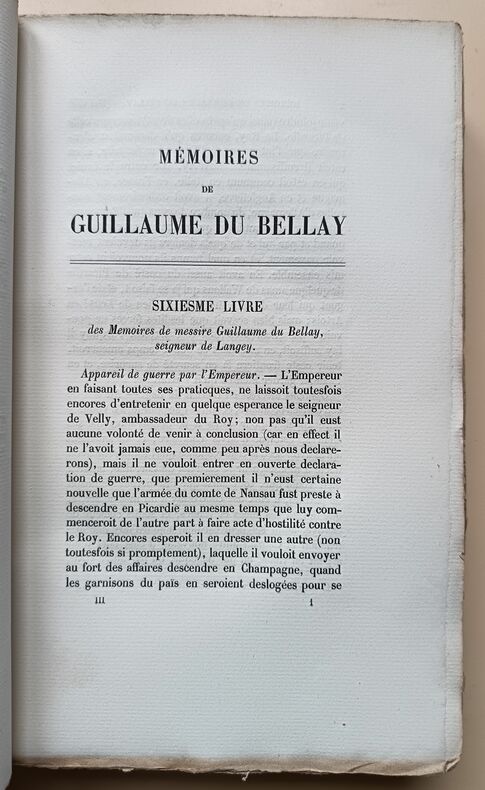 MÉMOIRES
DE
GUILLAUME DU BELLAY
SIXIESME LIVRE
des Memoires de messire Guillaume du Bellay,
seigneur de Langey.
Appareil de guerre par l'Empereur. — L'Empereur
en faisant toutes ses practicques, ne laissoit toutesfois
encores d'entretenir en quelque esperance le seigneur
de Velly, ambassadeur du Roy; non pas qu'il eust
aucune volonté de venir à conclusion (car en effect il
ne l'avoit jamais eue, comme peu après nous declare-
rons), mais il ne vouloit entrer en ouverte declara-
tion de guerre, que premierement il n'eust certaine
nouvelle que l'armée du comte de Nansau fust preste à
descendre en Picardie au mesme temps que luy com-
menceroit de l'autre part à faire acte d'hostilité contre
le Roy. Encores esperoit il en dresser une autre (non
toutesfois si promptement), laquelle il vouloit envoyer
au fort des affaires descendre en Champagne, quand
les garnisons du païs en seroient deslogées pour se
III 1